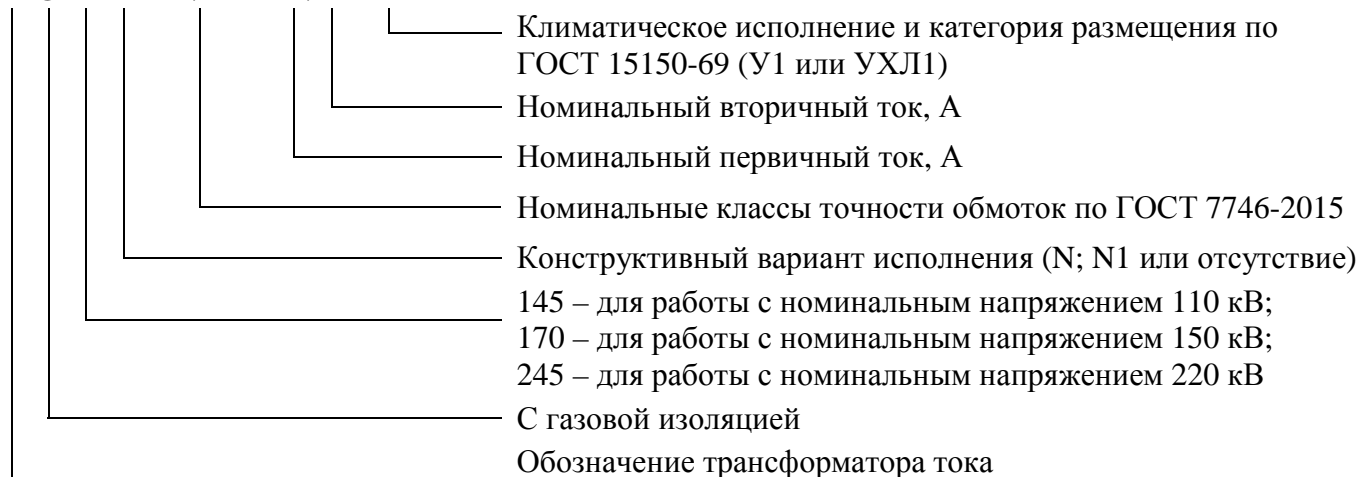 Климатическое исполнение и категория размещения по
ГОСТ 15150-69 (У1 или УХЛ1)
Номинальный вторичный ток, А
Номинальный первичный ток, А
Номинальные классы точности обмоток по ГОСТ 7746-2015
Конструктивный вариант исполнения (N; N1 или отсутствие)
145 – для работы с номинальным напряжением 110 кВ;
170 – для работы с номинальным напряжением 150 кВ;
245 – для работы с номинальным напряжением 220 кВ
С газовой изоляцией
Обозначение трансформатора тока